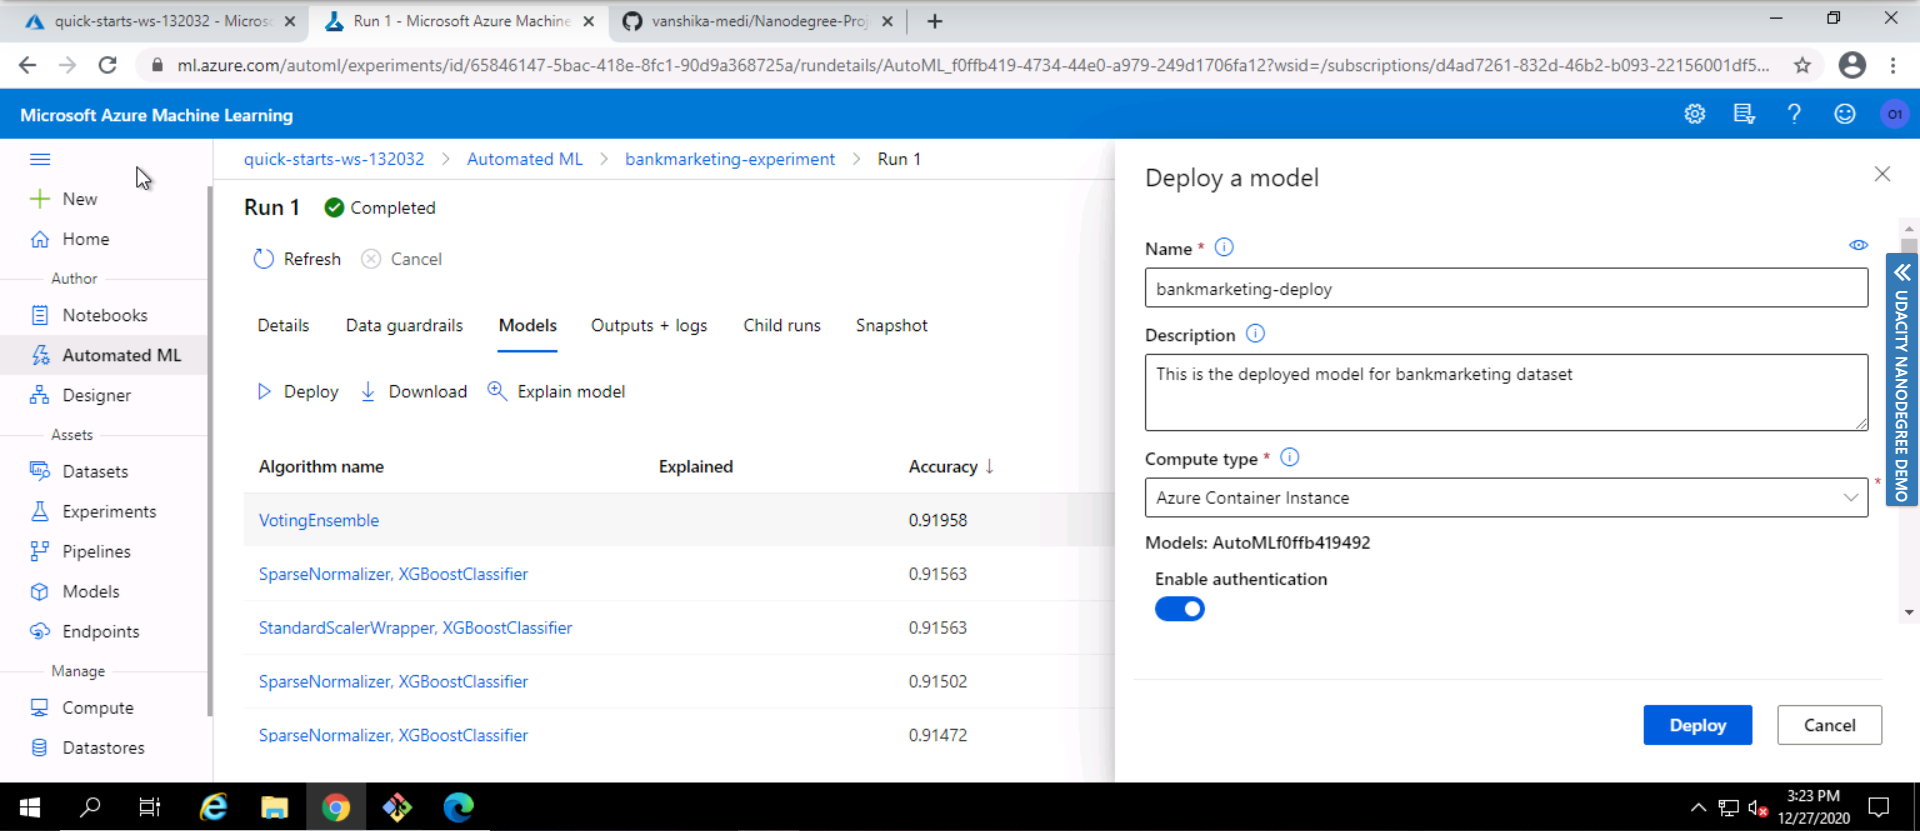 quick-starts-ws-132032 - Micros
Run 1 - Microsoft Azure Machine
vanshika-medi/Nanodegree-Proj
ml.azure.com/automl/experiments/id/65846147-5bac-418e-8fc1-90d9a368725a/rundetails/AutoML_f0ffb419-4734-44e0-a979-249d1706fa12?wsid=/subscriptions/d4ad7261-832d-46b2-b093-22156001df5...
Microsoft Azure Machine Learning
O1
New
Home
Author
Notebooks
Automated ML
Designer
Assets
Datasets
Experiments
Pipelines
Models
Endpoints
Manage
Compute
Datastores
quick-starts-ws-132032 > Automated ML > bankmarketing-experiment > Run 1
Run 1 Completed
Refresh Cancel
Details Data guardrails Models Outputs + logs Child runs Snapshot
Deploy Download Explain model
Algorithm name Explained Accuracy ↓
VotingEnsemble 0.91958
SparseNormalizer, XGBoostClassifier 0.91563
StandardScalerWrapper, XGBoostClassifier 0.91563
SparseNormalizer, XGBoostClassifier 0.91502
SparseNormalizer, XGBoostClassifier 0.91472
Deploy a model
Name *
bankmarketing-deploy
Description
This is the deployed model for bankmarketing dataset
Compute type *
Azure Container Instance
*
Models: AutoMLf0ffb419492
Enable authentication
Deploy Cancel
UDACITY NANODEGREE DEMO
3:23 PM
12/27/2020